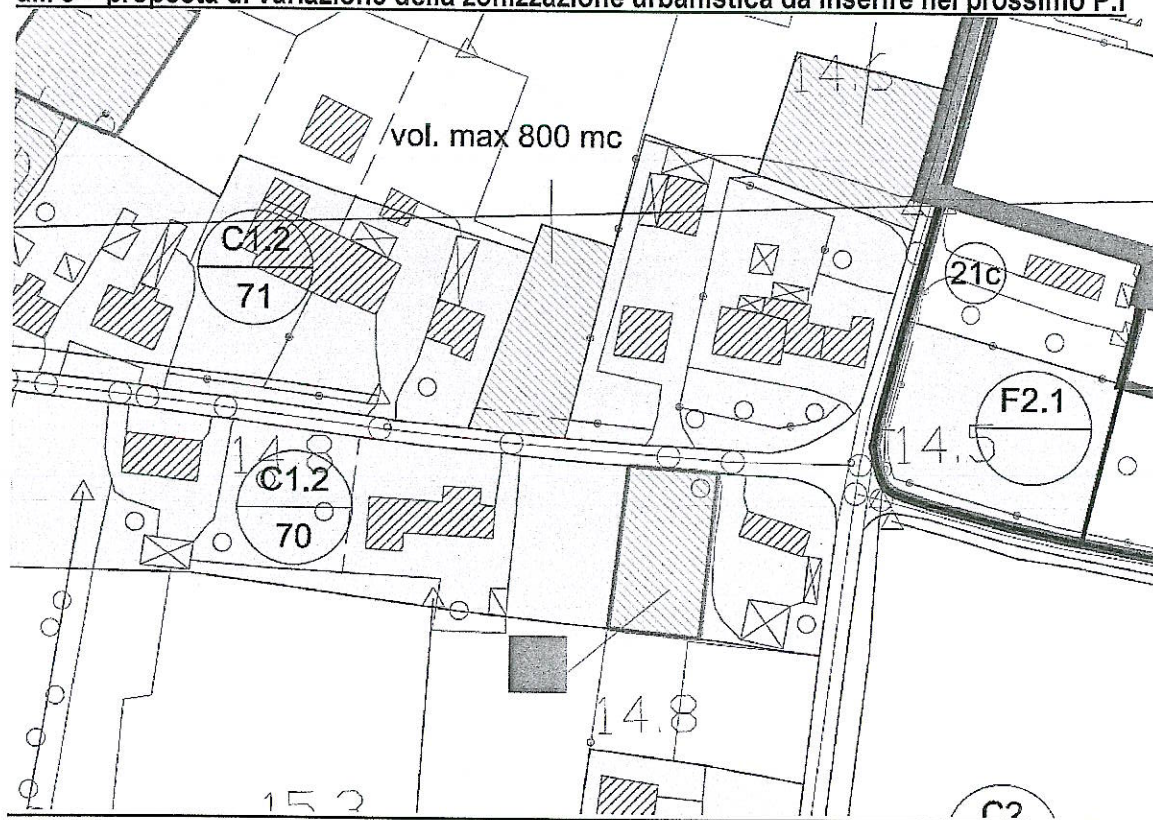 proposta di variazione della zonizzazione urbanistica da inserire nel prossimo P.I
14.6
vol. max 800 mc
C1.2
71
21c
F2.1
14.5
14.8
C1.2
70
14.8
15.3
C2